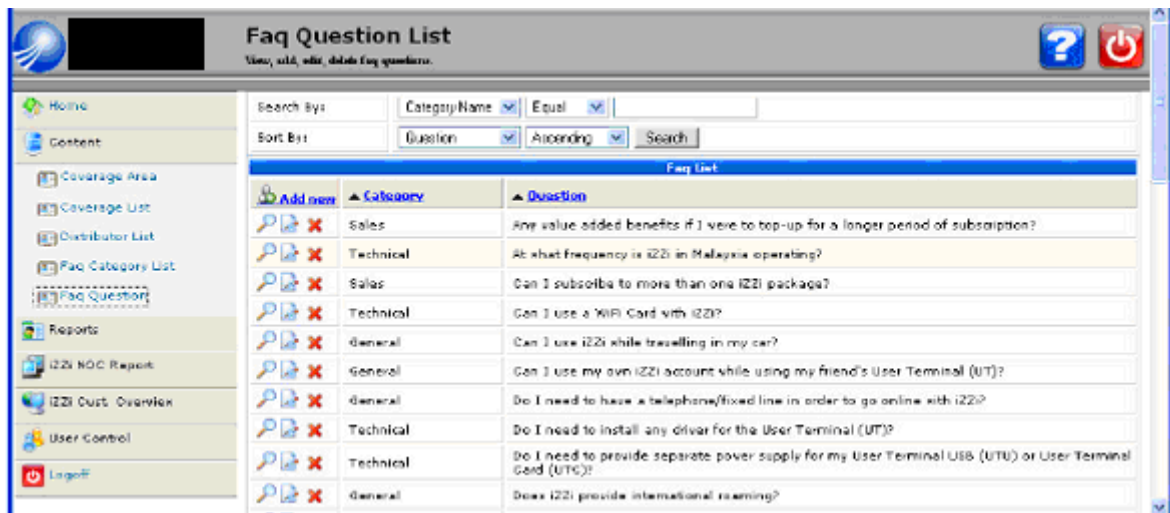 Faq Question List
View, add, edit, delete faq questions.
Home
Content
Coverage Area
Coverage List
Distributor List
Faq Category List
Faq Question
Reports
iZZi NOC Report
iZZi Cust. Overview
User Control
Logoff
Search By: Category Name Equal
Sort By: Question Ascending Search
Faq List
Add new Category Question
Sales Any value added benefits if I were to top-up for a longer period of subscription?
Technical At what frequency is iZZi in Malaysia operating?
Sales Can I subscribe to more than one iZZi package?
Technical Can I use a WiFi Card with iZZi?
General Can I use iZZi while travelling in my car?
General Can I use my own iZZi account while using my friend's User Terminal (UT)?
General Do I need to have a telephone/fixed line in order to go online with iZZi?
Technical Do I need to install any driver for the User Terminal (UT)?
Technical Do I need to provide separate power supply for my User Terminal USB (UTU) or User Terminal
Card (UTC)?
General Does iZZi provide international roaming?